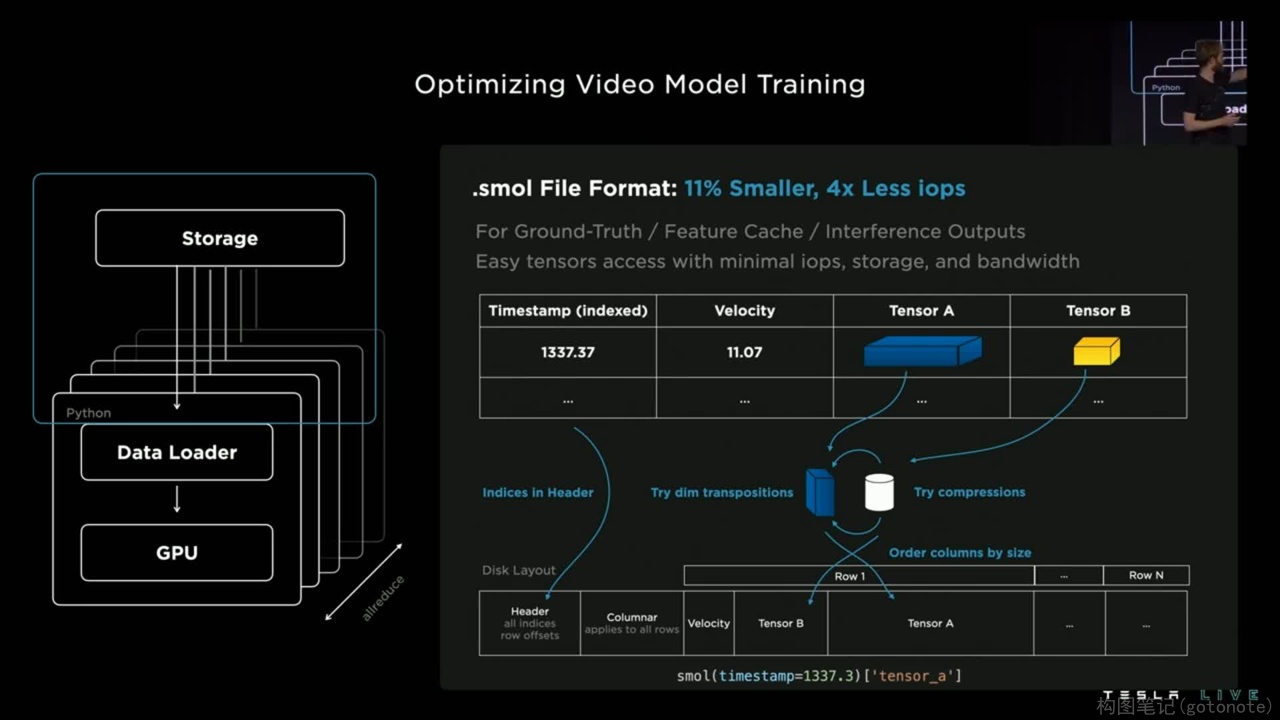 Optimizing Video Model Training
Python
oad
Storage
Python
Data Loader
GPU
allreduce
.smol File Format: 11% Smaller, 4x Less iops
For Ground-Truth / Feature Cache / Interference Outputs
Easy tensors access with minimal iops, storage, and bandwidth
Timestamp (indexed) Velocity Tensor A Tensor B
1337.37 11.07
... ... ... ...
Indices in Header Try dim transpositions Try compressions
Order columns by size
Disk Layout
Row 1 ... Row N
Header
all indices
row offsets
Columnar
applies to all rows
Velocity Tensor B Tensor A ... ...
smol(timestamp=1337.3)['tensor_a']
TESLA LIVE
构图笔记(gotonote)